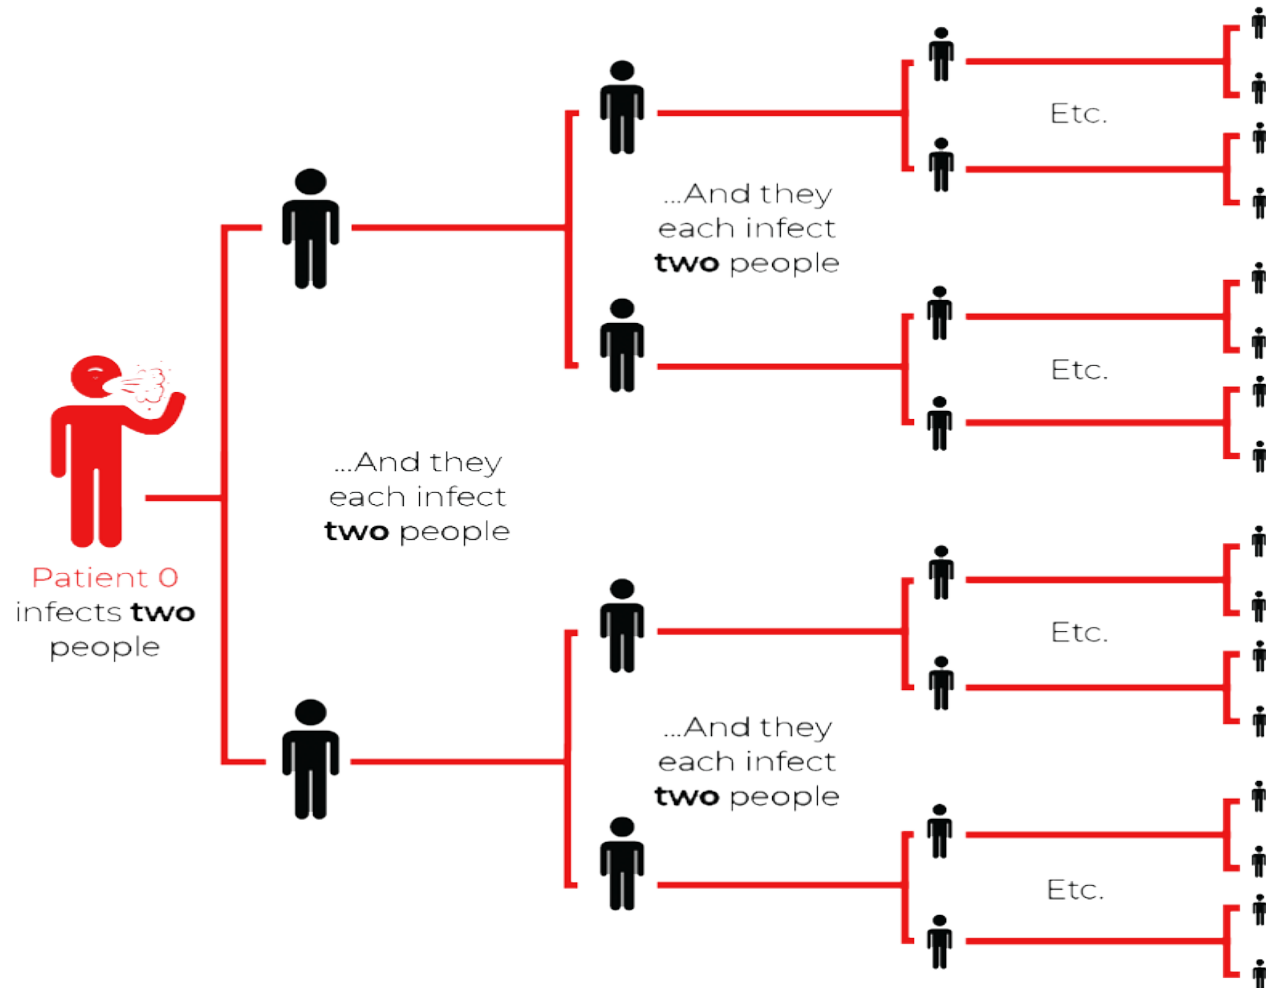 Patient 0
infects two
people
...And they
each infect
two people
...And they
each infect
two people
...And they
each infect
two people
Etc.
Etc.
Etc.
Etc.